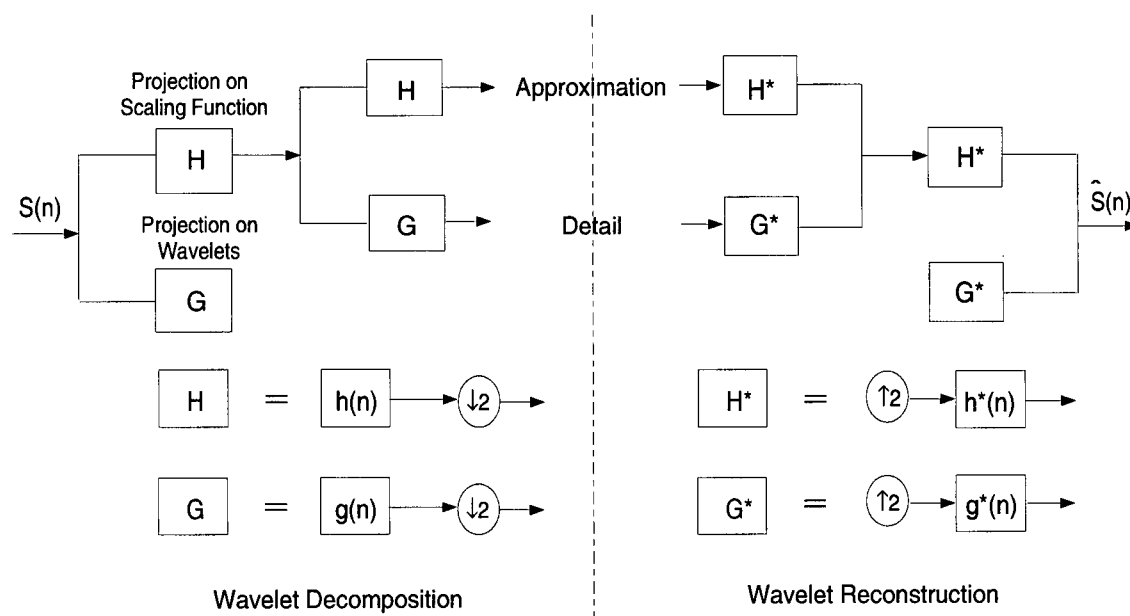 Projection on
Scaling Function
H
H
Approximation
H*
H*
S(n)
Projection on
Wavelets
G
G
Detail
G*
G*
Ŝ(n)
H = h(n) ↓2
H* = ↑2 h*(n)
G = g(n) ↓2
G* = ↑2 g*(n)
Wavelet Decomposition
Wavelet Reconstruction